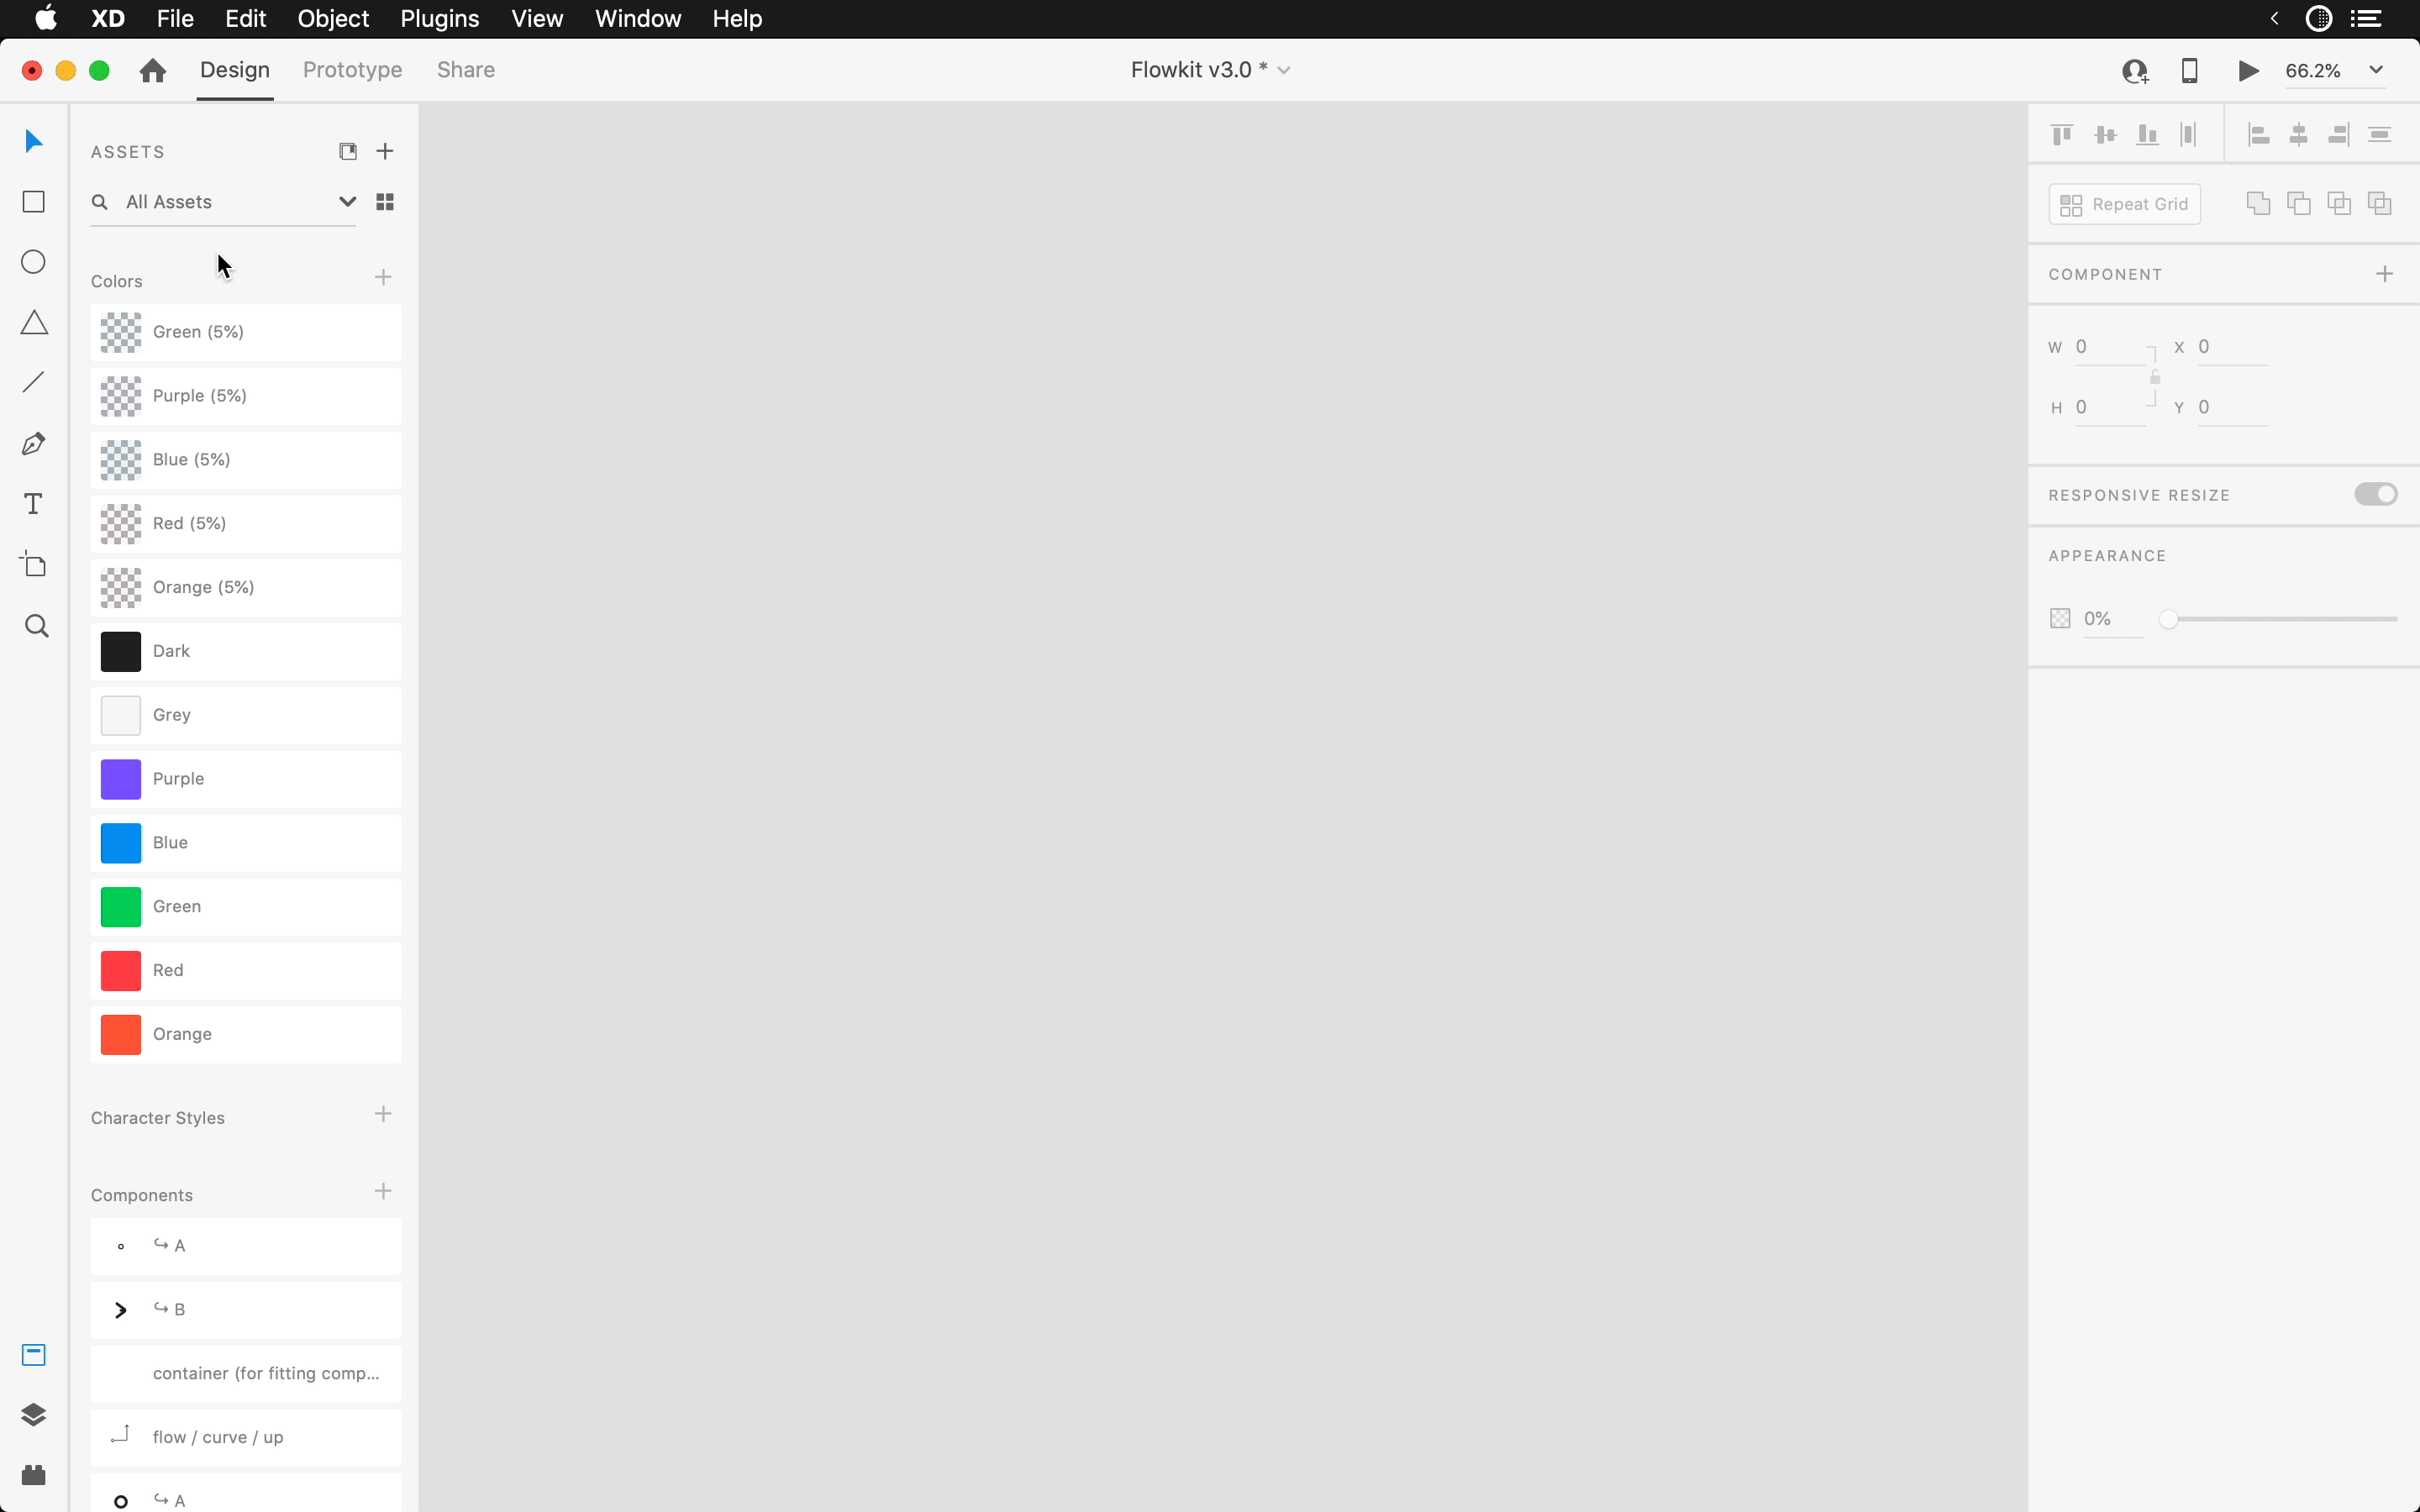 XD File Edit Object Plugins View Window Help
Design Prototype Share
Flowkit v3.0 *
66.2%
ASSETS
All Assets
Colors
Green (5%)
Purple (5%)
Blue (5%)
Red (5%)
Orange (5%)
Dark
Grey
Purple
Blue
Green
Red
Orange
Character Styles
Components
↪ A
↪ B
container (for fitting comp...
flow / curve / up
↪ A
Repeat Grid
COMPONENT
W 0 X 0
H 0 Y 0
RESPONSIVE RESIZE
APPEARANCE
0%